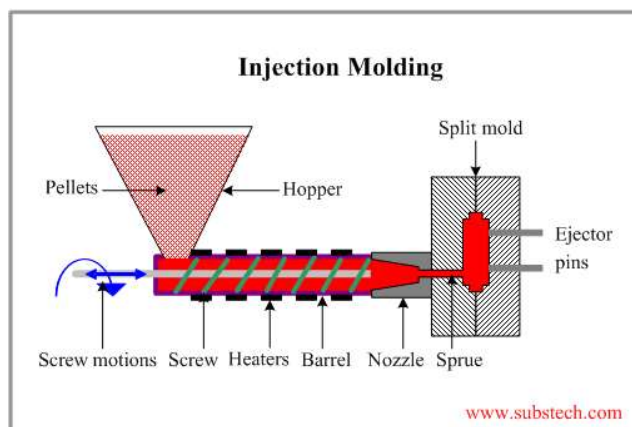 Injection Molding
Split mold
Pellets
Hopper
Ejector
pins
Screw motions
Screw
Heaters
Barrel
Nozzle
Sprue
www.substech.com